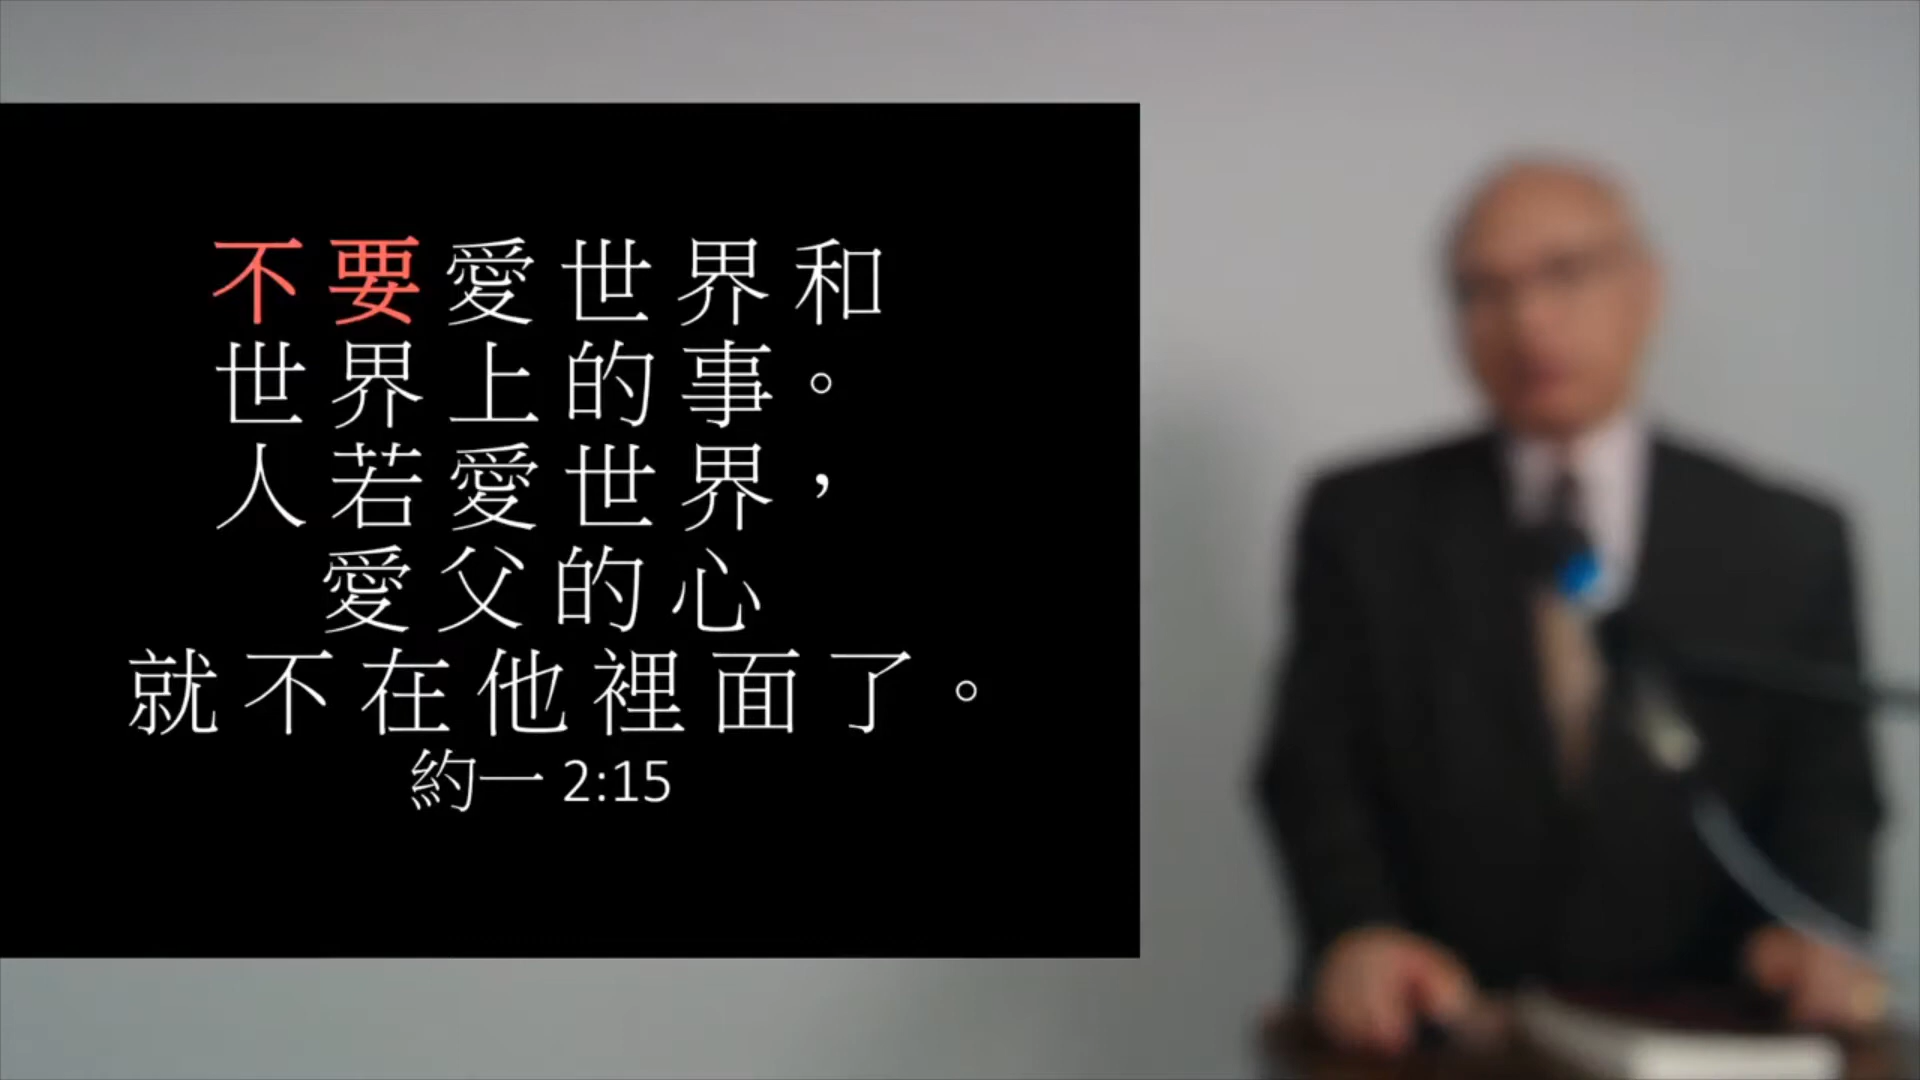 不要愛世界和
世界上的事。
人若愛世界，
愛父的心
就不在他裡面了。
約一 2:15